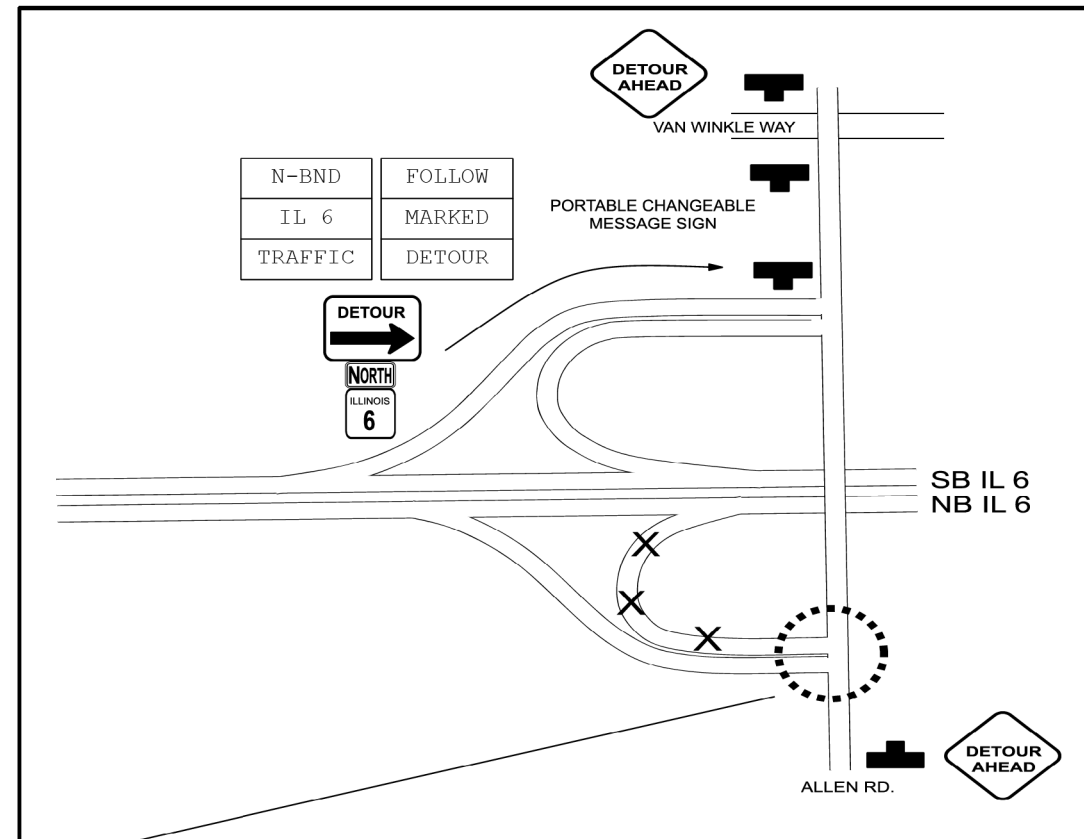 DETOUR
AHEAD
VAN WINKLE WAY
N-BND
IL 6
TRAFFIC
FOLLOW
MARKED
DETOUR
PORTABLE CHANGEABLE
MESSAGE SIGN
DETOUR
NORTH
ILLINOIS
6
SB IL 6
NB IL 6
DETOUR
AHEAD
ALLEN RD.